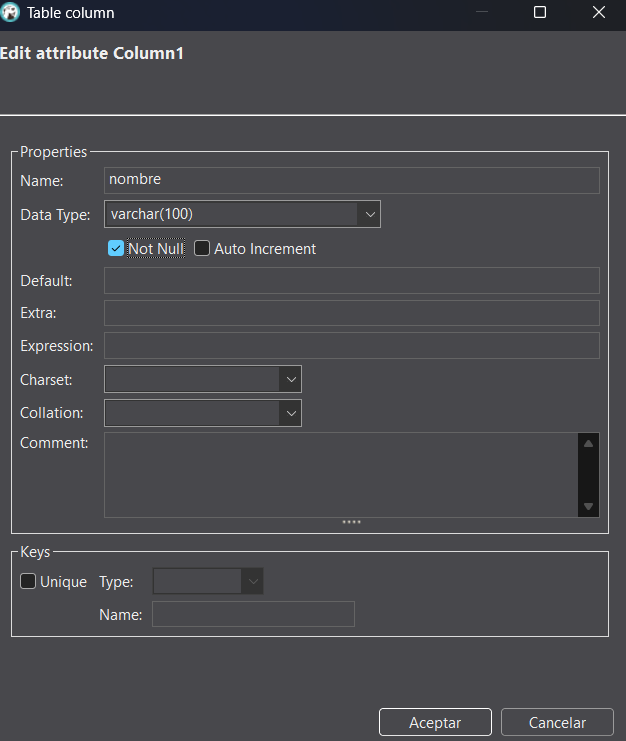 Table column
Edit attribute Column1
Properties
Name: nombre
Data Type: varchar(100)
Not Null Auto Increment
Default:
Extra:
Expression:
Charset:
Collation:
Comment:
Keys
Unique Type:
Name:
Aceptar Cancelar